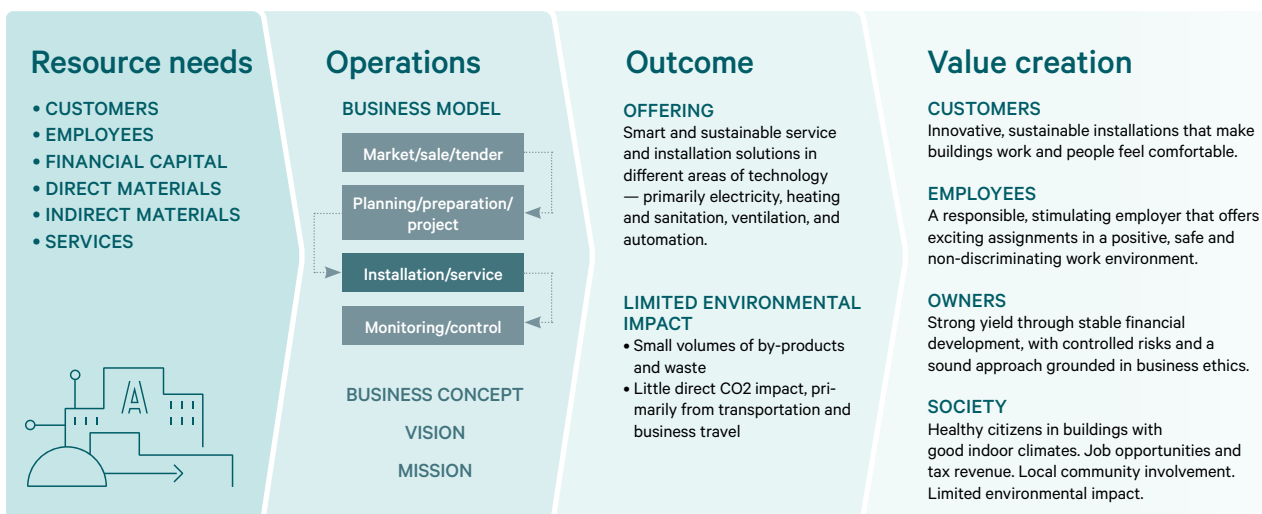 Resource needs
• CUSTOMERS
• EMPLOYEES
• FINANCIAL CAPITAL
• DIRECT MATERIALS
• INDIRECT MATERIALS
• SERVICES
A
Operations
BUSINESS MODEL
Market/sale/tender
Planning/preparation/
project
Installation/service
Monitoring/control
BUSINESS CONCEPT
VISION
MISSION
Outcome
OFFERING
Smart and sustainable service
and installation solutions in
different areas of technology
— primarily electricity, heating
and sanitation, ventilation, and
automation.
LIMITED ENVIRONMENTAL
IMPACT
• Small volumes of by-products
and waste
• Little direct CO2 impact, pri-
marily from transportation and
business travel
Value creation
CUSTOMERS
Innovative, sustainable installations that make
buildings work and people feel comfortable.
EMPLOYEES
A responsible, stimulating employer that offers
exciting assignments in a positive, safe and
non-discriminating work environment.
OWNERS
Strong yield through stable financial
development, with controlled risks and a
sound approach grounded in business ethics.
SOCIETY
Healthy citizens in buildings with
good indoor climates. Job opportunities and
tax revenue. Local community involvement.
Limited environmental impact.